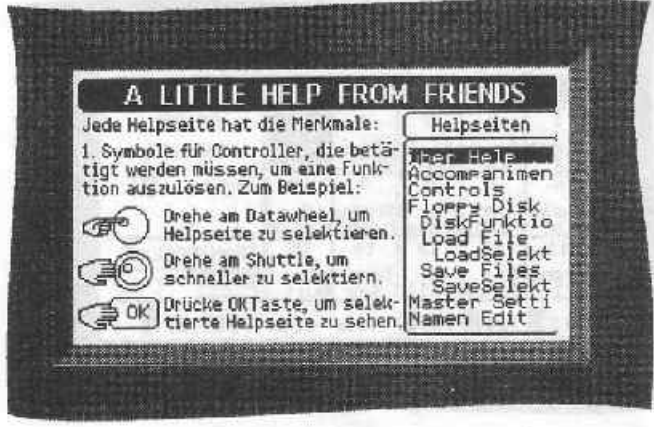 A LITTLE HELP FROM FRIENDS
Jede Helpseite hat die Merkmale:
1. Symbole für Controller, die betä-
tigt werden müssen, um eine Funk-
tion auszulösen. Zum Beispiel:
Drehe am Datawheel, um
Helpseite zu selektieren.
Drehe am Shuttle, um
schneller zu selektiern.
OK
Drücke OKTaste, um selek-
tierte Helpseite zu sehen.
Helpseiten
Über Help...
Accompanimen
Controls
Floppy Disk
DiskFunktio
Load File
LoadSelekt
Save Files
SaveSelekt
Master Setti
Namen Edit